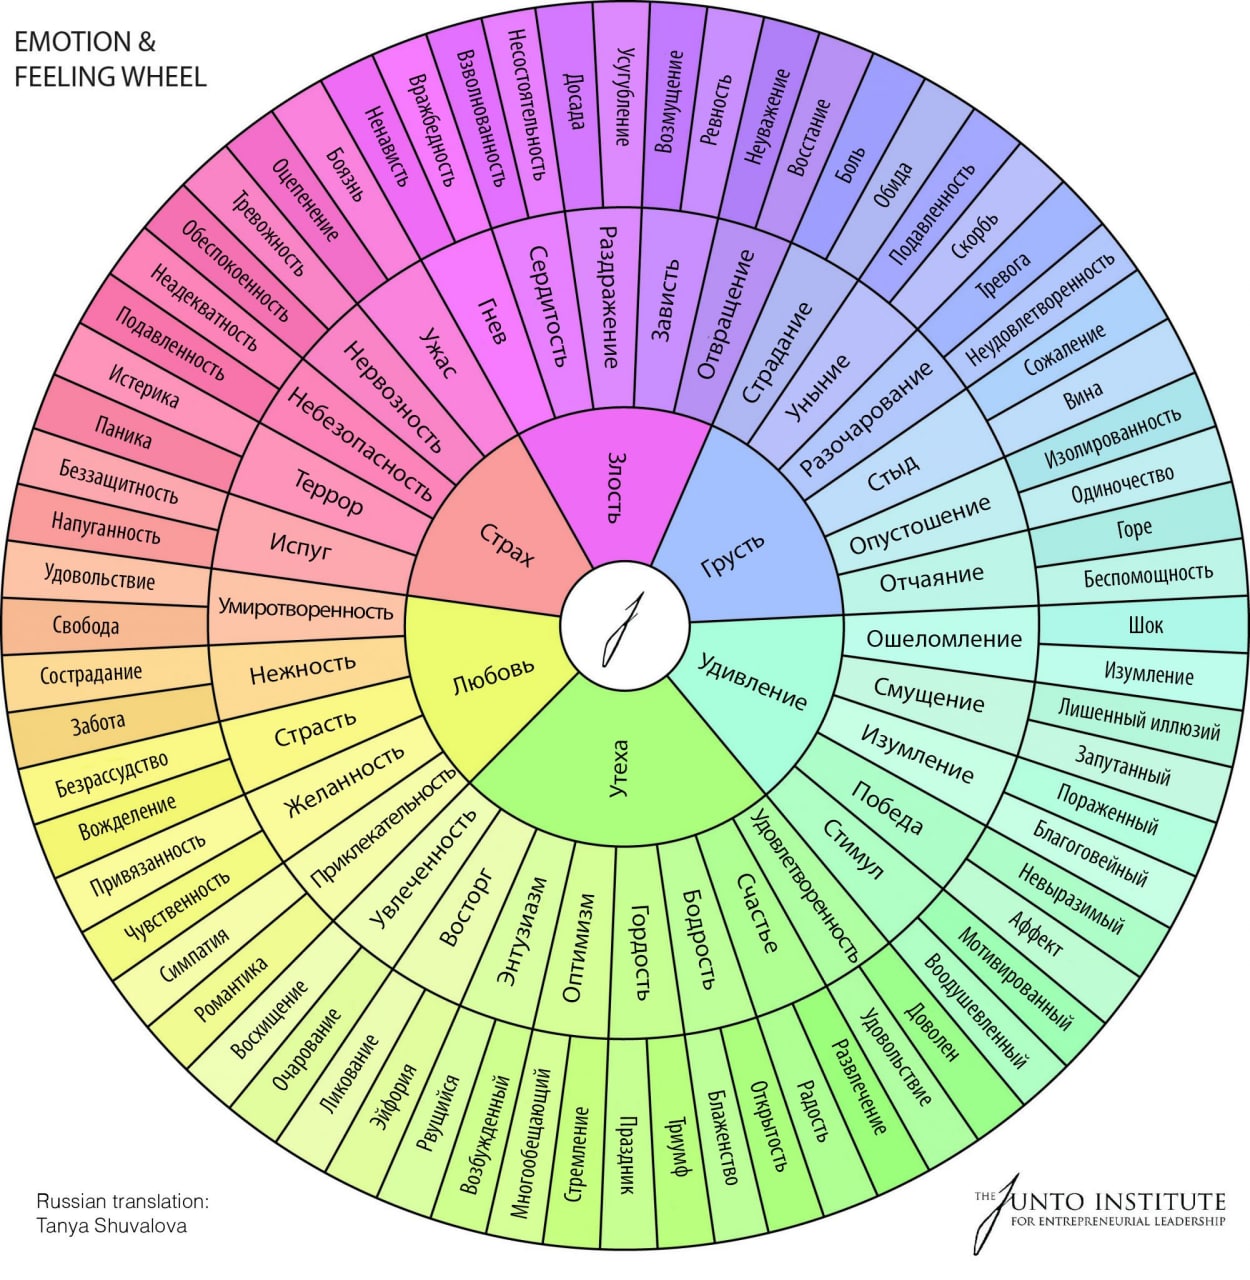 EMOTION &
FEELING WHEEL
Злость
Грусть
Удивление
Утеха
Любовь
Страх
Гнев
Сердитость
Раздражение
Зависть
Отвращение
Страдание
Уныние
Разочарование
Стыд
Опустошение
Отчаяние
Ошеломление
Смущение
Изумление
Победа
Стимул
Удовлетворенность
Счастье
Бодрость
Гордость
Оптимизм
Энтузиазм
Восторг
Увлеченность
Приклекательность
Желанность
Страсть
Нежность
Умиротворенность
Испуг
Террор
Небезопасность
Нервозность
Ужас
Ненависть
Вражбедность
Взволнованность
Несостоятельность
Досада
Усугубление
Возмущение
Ревность
Неуважение
Восстание
Боль
Обида
Подавленность
Скорбь
Тревога
Неудовлетворенность
Сожаление
Вина
Изолированность
Одиночество
Горе
Беспомощность
Шок
Изумление
Лишенный иллюзий
Запутанный
Пораженный
Благоговейный
Невыразимый
Аффект
Мотивированный
Воодушевленный
Доволен
Удовольствие
Развлечение
Радость
Открытость
Блаженство
Триумф
Праздник
Стремление
Многообещающий
Возбужденный
Рвущийся
Эйфория
Ликование
Очарование
Восхищение
Романтика
Симпатия
Чувственность
Привязанность
Вожделение
Безрассудство
Забота
Сострадание
Свобода
Удовольствие
Напуганность
Беззащитность
Паника
Истерика
Подавленность
Неадекватность
Обеспокоенность
Тревожность
Оцепенение
Боязнь
Russian translation:
Tanya Shuvalova
THE JUNTO INSTITUTE
FOR ENTREPRENEURIAL LEADERSHIP